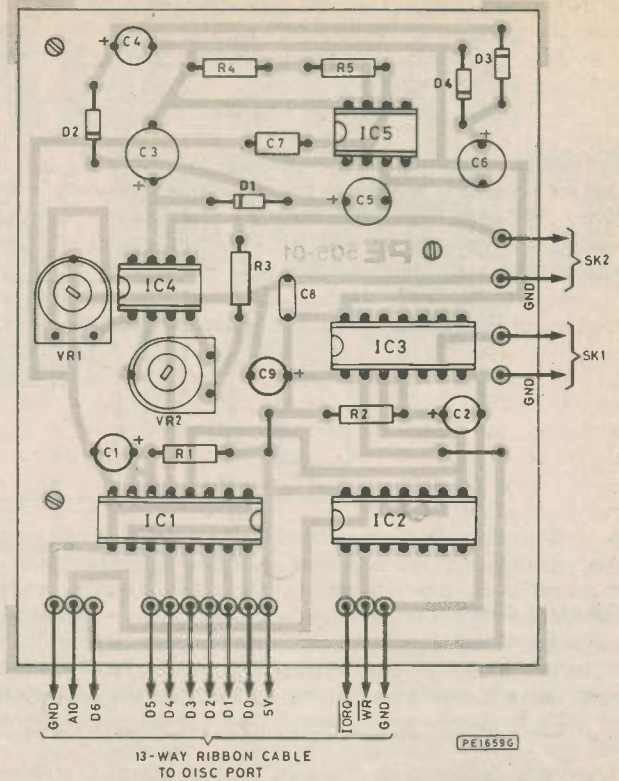 C4
R4
R5
D4
D3
D2
C3
C7
IC5
C6
D1
C5
PE 505-01
R3
IC4
C8
SK2
GND
VR1
IC3
SK1
VR2
C9
GND
R2
C2
C1
R1
IC1
IC2
GND
A10
D6
D5
D4
D3
D2
D1
D0
5V
IORQ
WR
GND
13-WAY RIBBON CABLE
TO DISC PORT
PE1659G